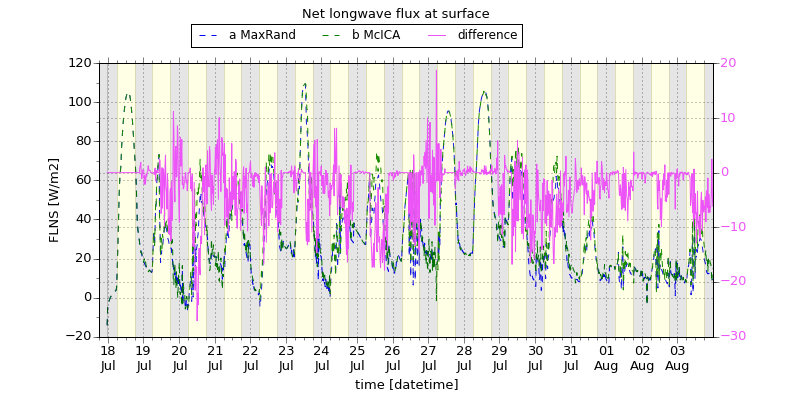 Net longwave flux at surface
a MaxRand b McICA difference
120 20
100
80 10
60 0
40
FLNS [W/m2]
20 −10
0 −20
−20 −30
18 19 20 21 22 23 24 25 26 27 28 29 30 31 01 02 03
Jul Jul Jul Jul Jul Jul Jul Jul Jul Jul Jul Jul Jul Jul Aug Aug Aug
time [datetime]